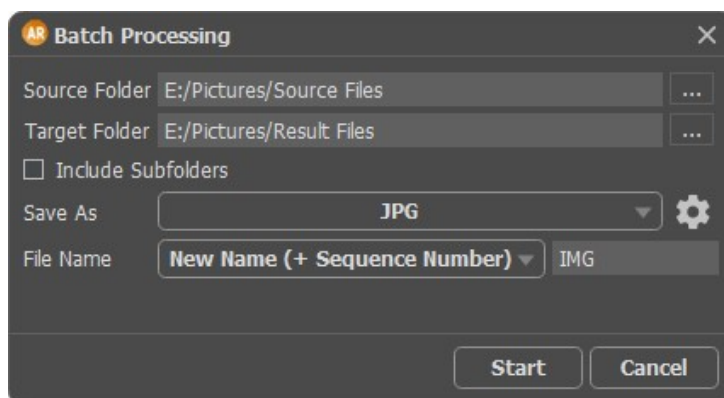 AR Batch Processing
Source Folder E:/Pictures/Source Files ...
Target Folder E:/Pictures/Result Files ...
Include Subfolders
Save As JPG
File Name New Name (+ Sequence Number) IMG
Start Cancel